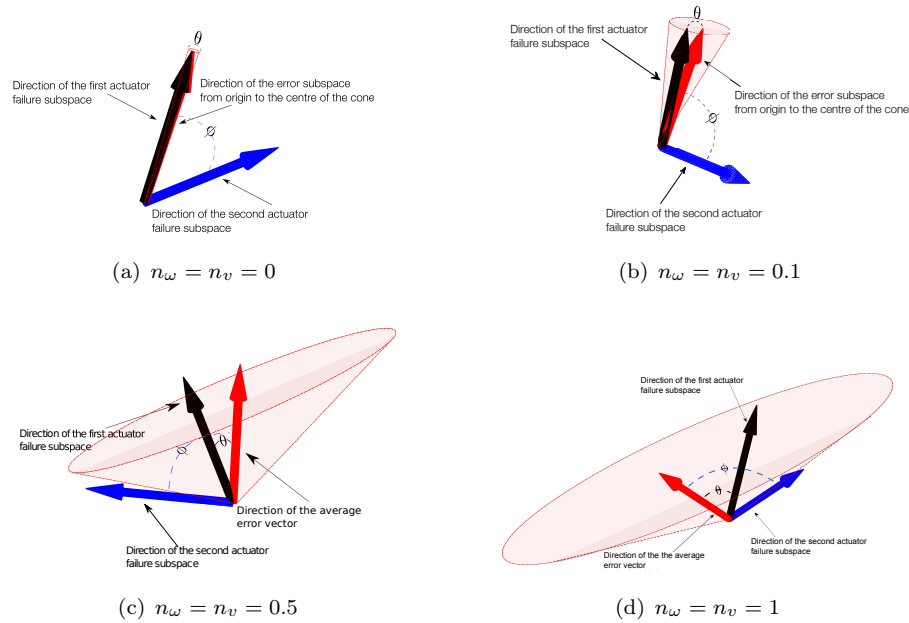 θ
Direction of the first actuator
failure subspace
Direction of the error subspace
from origin to the centre of the cone
ϕ
Direction of the second actuator
failure subspace
(a) n_ω = n_v = 0
θ
Direction of the first actuator
failure subspace
Direction of the error subspace
from origin to the centre of the cone
ϕ
Direction of the second actuator
failure subspace
(b) n_ω = n_v = 0.1
Direction of the first actuator
failure subspace
ϕ
θ
Direction of the average
error vector
Direction of the second actuator
failure subspace
(c) n_ω = n_v = 0.5
Direction of the first actuator
failure subspace
ϕ
θ
Direction of the second actuator
failure subspace
Direction of the the average
error vector
(d) n_ω = n_v = 1